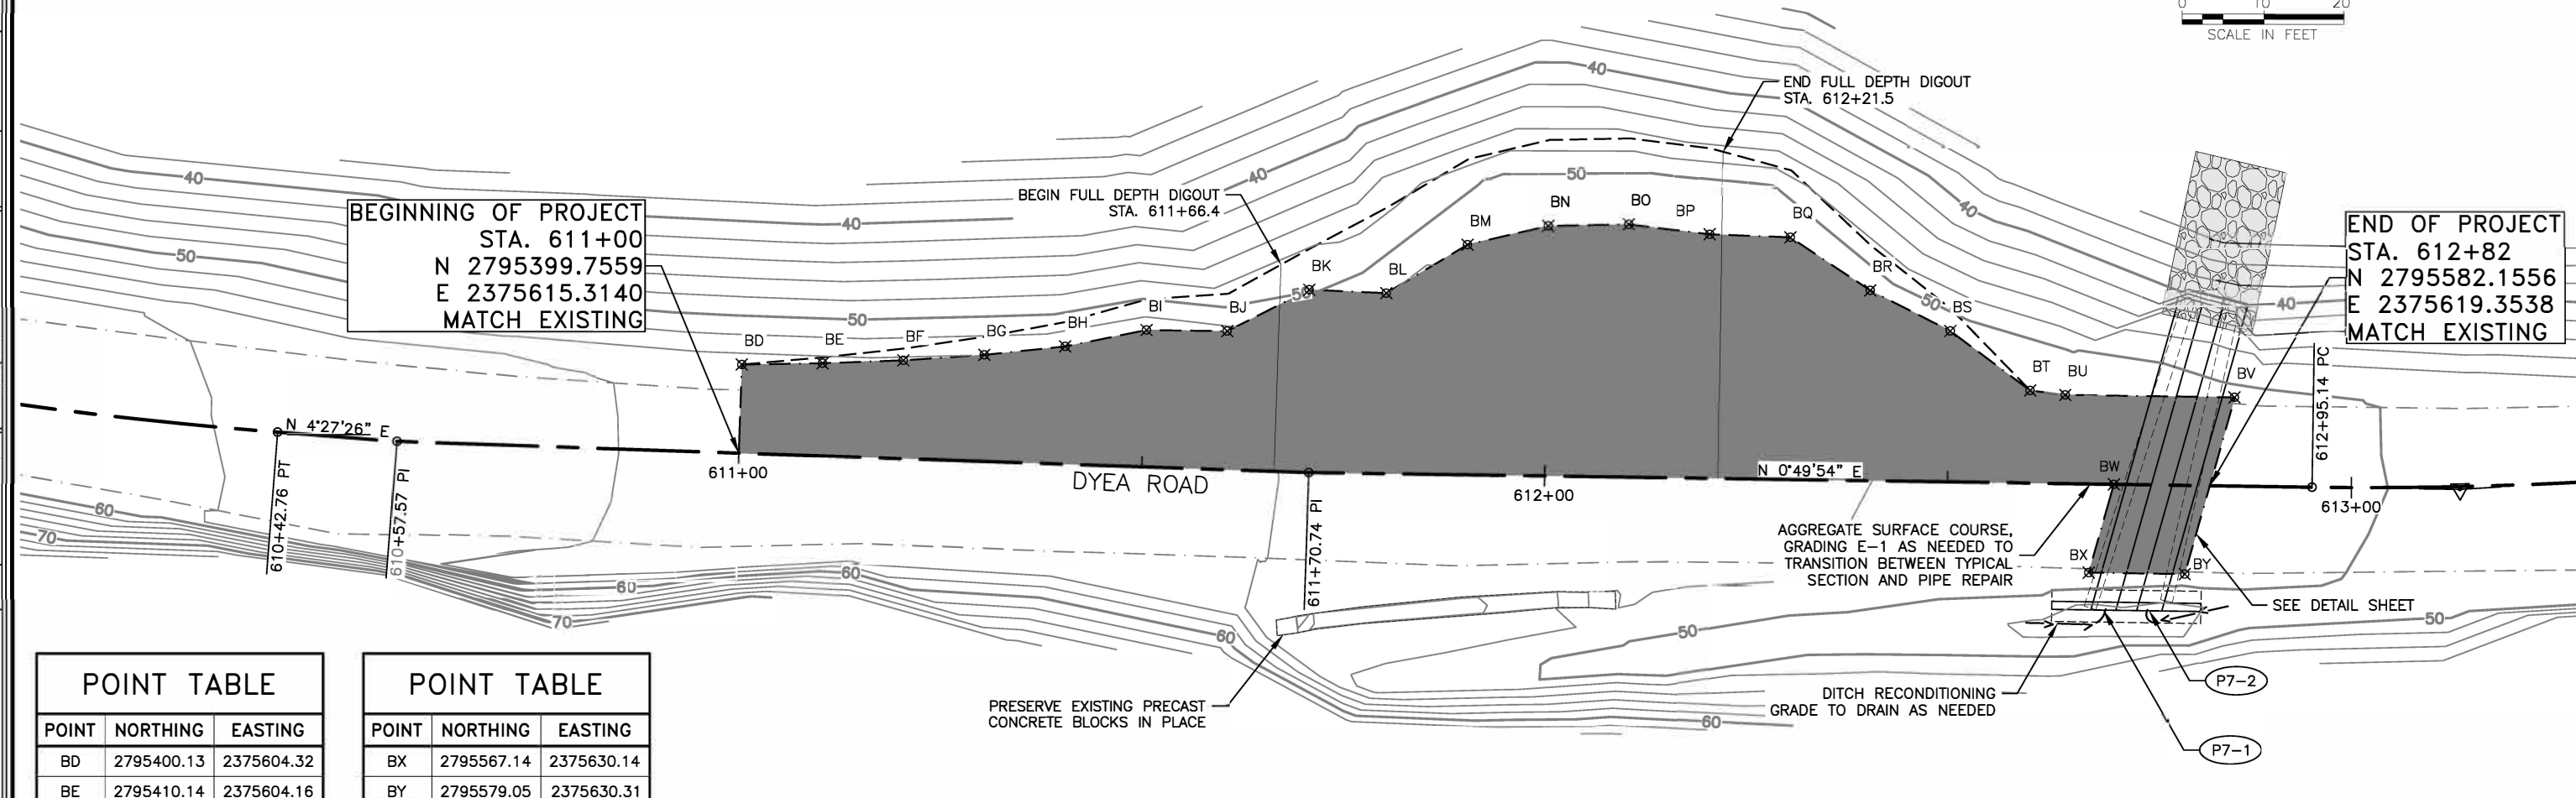 0 10 20
SCALE IN FEET
40
40
END FULL DEPTH DIGOUT
STA. 612+21.5
BEGIN FULL DEPTH DIGOUT
STA. 611+66.4
40
50
40
BEGINNING OF PROJECT
STA. 611+00
N 2795399.7559
E 2375615.3140
MATCH EXISTING
END OF PROJECT
STA. 612+82
N 2795582.1556
E 2375619.3538
MATCH EXISTING
40
50
50
50
50
40
BD
BE
BF
BG
BH
BI
BJ
BK
BL
BM
BN
BO
BP
BQ
BR
BS
BT
BU
BV
BW
BX
BY
N 4°27'26" E
610+42.76 PT
610+57.57 PI
611+00
DYEA ROAD
611+70.74 PI
612+00
N 0°49'54" E
612+95.14 PC
613+00
AGGREGATE SURFACE COURSE,
GRADING E-1 AS NEEDED TO
TRANSITION BETWEEN TYPICAL
SECTION AND PIPE REPAIR
SEE DETAIL SHEET
60
70
60
70
60
60
50
50
60
PRESERVE EXISTING PRECAST
CONCRETE BLOCKS IN PLACE
DITCH RECONDITIONING
GRADE TO DRAIN AS NEEDED
P7-2
P7-1
POINT TABLE
POINT NORTHING EASTING
BD 2795400.13 2375604.32
BE 2795410.14 2375604.16
POINT TABLE
POINT NORTHING EASTING
BX 2795567.14 2375630.14
BY 2795579.05 2375630.31